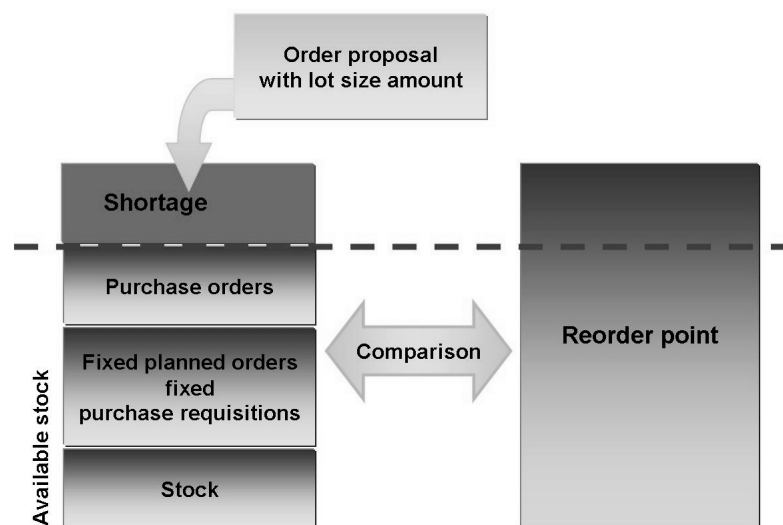 Order proposal
with lot size amount
Shortage
Purchase orders
Fixed planned orders
fixed
purchase requisitions
Stock
Available stock
Comparison
Reorder point